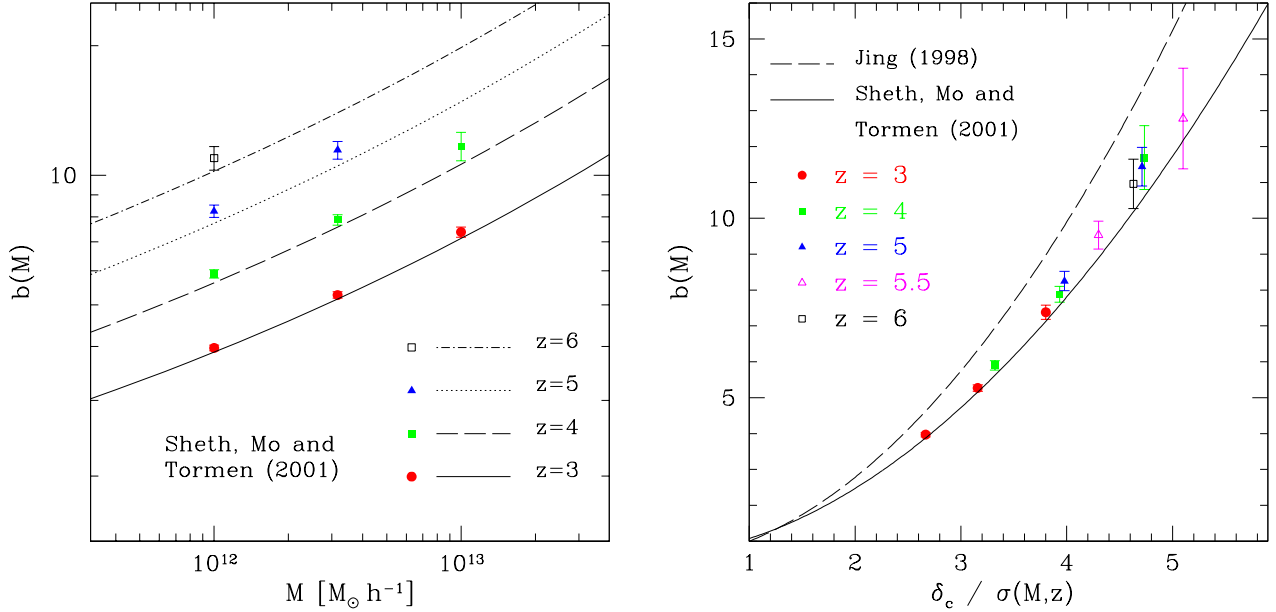 10
b(M)
z=6
z=5
z=4
z=3
Sheth, Mo and
Tormen (2001)
10¹² 10¹³
M [M☉ h⁻¹]
15
10
5
b(M)
Jing (1998)
Sheth, Mo and
Tormen (2001)
z = 3
z = 4
z = 5
z = 5.5
z = 6
1 2 3 4 5
δc / σ(M,z)